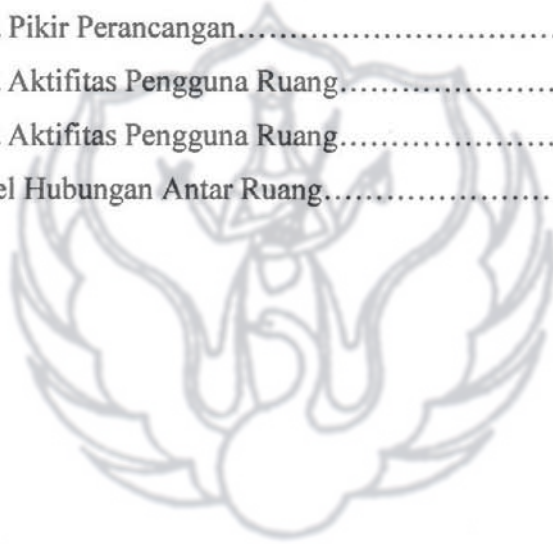 . Pikir Perancangan.............................
. Aktifitas Pengguna Ruang....................
. Aktifitas Pengguna Ruang....................
el Hubungan Antar Ruang.....................